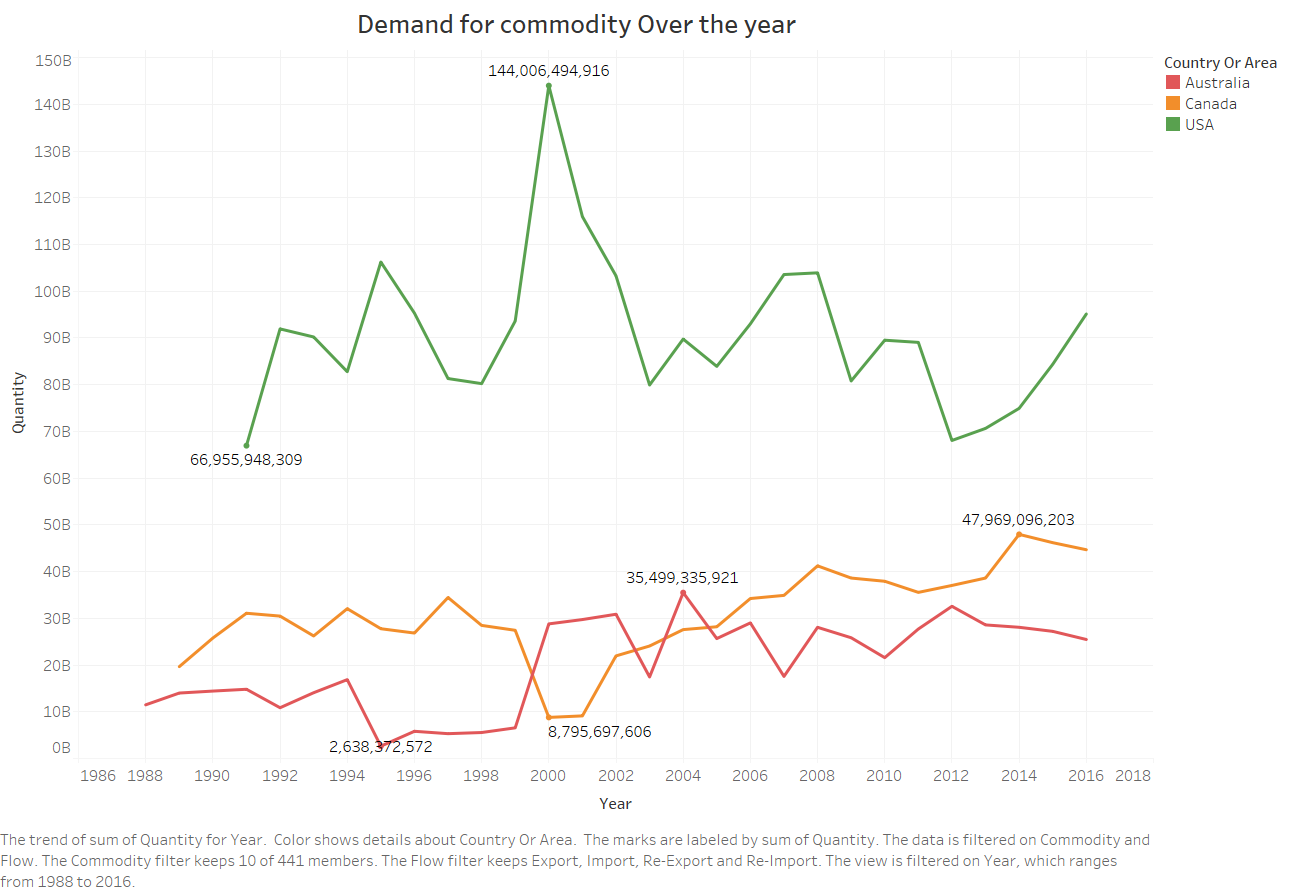 Demand for commodity Over the year
Country Or Area
Australia
Canada
USA
Quantity
150B
140B
130B
120B
110B
100B
90B
80B
70B
60B
50B
40B
30B
20B
10B
0B
144,006,494,916
66,955,948,309
47,969,096,203
35,499,335,921
8,795,697,606
2,638,372,572
1986 1988 1990 1992 1994 1996 1998 2000 2002 2004 2006 2008 2010 2012 2014 2016 2018
Year
The trend of sum of Quantity for Year. Color shows details about Country Or Area. The marks are labeled by sum of Quantity. The data is filtered on Commodity and
Flow. The Commodity filter keeps 10 of 441 members. The Flow filter keeps Export, Import, Re-Export and Re-Import. The view is filtered on Year, which ranges
from 1988 to 2016.